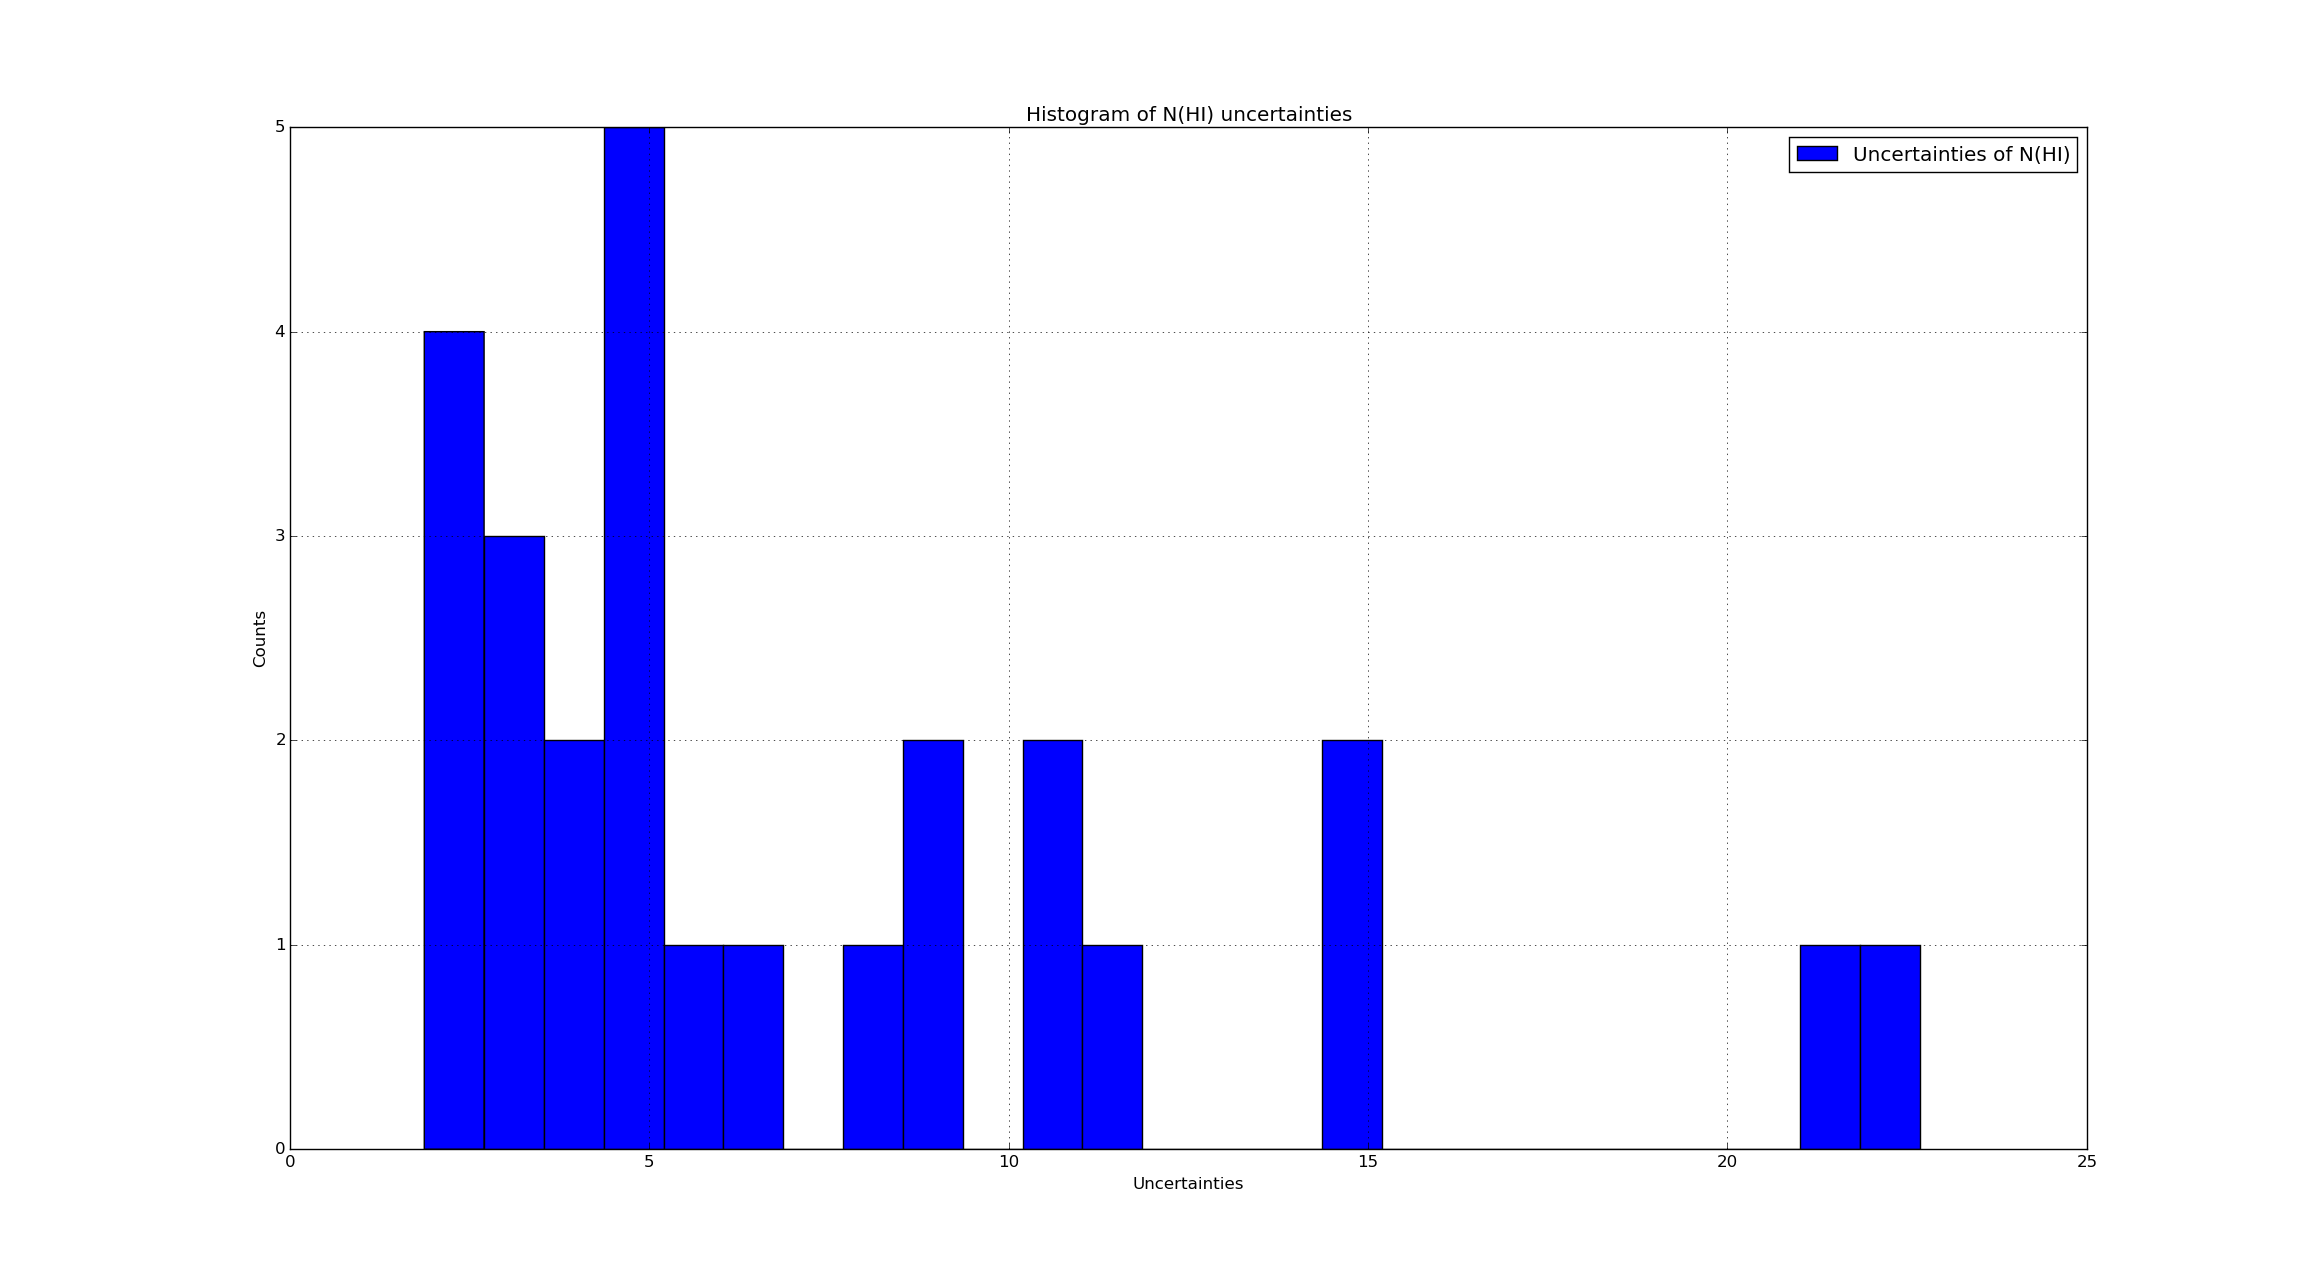 Histogram of N(HI) uncertainties
Uncertainties of N(HI)
5
4
3
2
1
0
Counts
0 5 10 15 20 25
Uncertainties